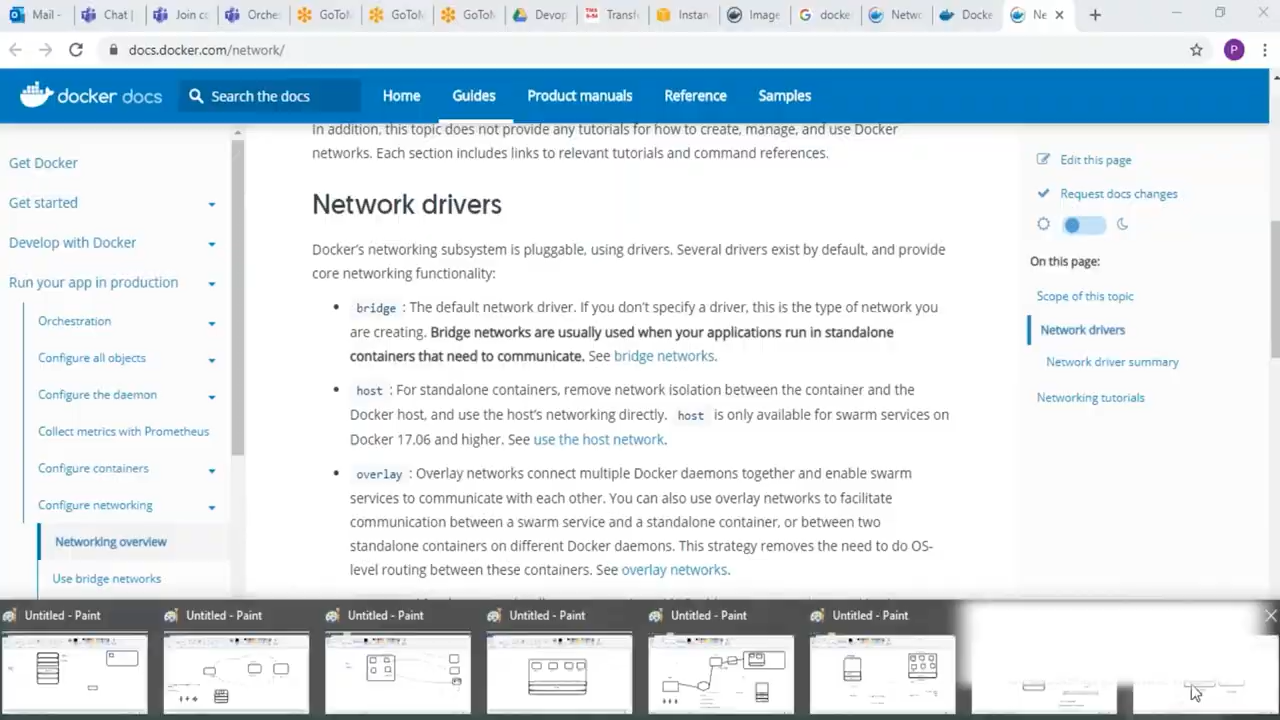 Mail -
Chat |
Join c
Orches
GoToM
GoToM
GoToM
Devop
Transf
Instan
Image
docke
Netwo
Docke
Ne
docs.docker.com/network/
P
docker docs
Search the docs
Home
Guides
Product manuals
Reference
Samples
Get Docker
Get started
Develop with Docker
Run your app in production
Orchestration
Configure all objects
Configure the daemon
Collect metrics with Prometheus
Configure containers
Configure networking
Networking overview
Use bridge networks
In addition, this topic does not provide any tutorials for how to create, manage, and use Docker
networks. Each section includes links to relevant tutorials and command references.
Network drivers
Docker's networking subsystem is pluggable, using drivers. Several drivers exist by default, and provide
core networking functionality:
bridge : The default network driver. If you don't specify a driver, this is the type of network you
are creating. Bridge networks are usually used when your applications run in standalone
containers that need to communicate. See bridge networks.
host : For standalone containers, remove network isolation between the container and the
Docker host, and use the host's networking directly. host is only available for swarm services on
Docker 17.06 and higher. See use the host network.
overlay : Overlay networks connect multiple Docker daemons together and enable swarm
services to communicate with each other. You can also use overlay networks to facilitate
communication between a swarm service and a standalone container, or between two
standalone containers on different Docker daemons. This strategy removes the need to do OS-
level routing between these containers. See overlay networks.
Edit this page
Request docs changes
On this page:
Scope of this topic
Network drivers
Network driver summary
Networking tutorials
Untitled - Paint
Untitled - Paint
Untitled - Paint
Untitled - Paint
Untitled - Paint
Untitled - Paint